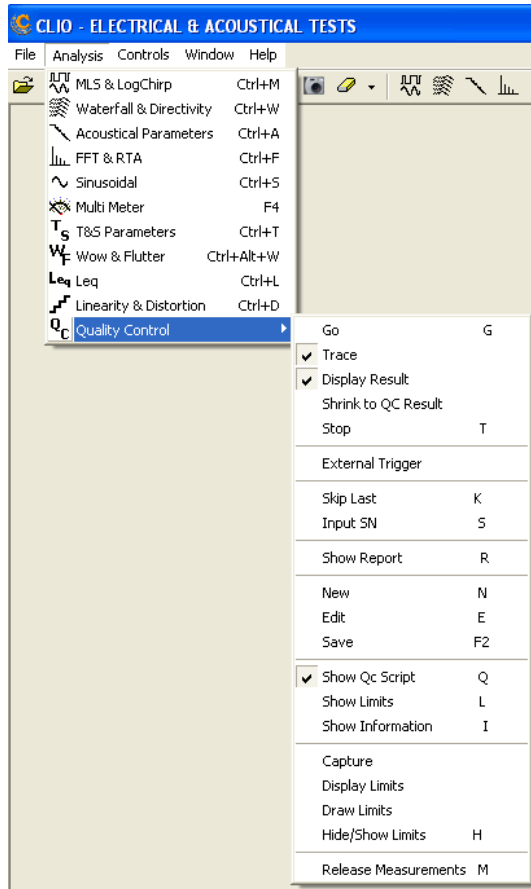 CLIO - ELECTRICAL & ACOUSTICAL TESTS
File Analysis Controls Window Help
MLS & LogChirp Ctrl+M
Waterfall & Directivity Ctrl+W
Acoustical Parameters Ctrl+A
FFT & RTA Ctrl+F
Sinusoidal Ctrl+S
Multi Meter F4
TS T&S Parameters Ctrl+T
WF Wow & Flutter Ctrl+Alt+W
Leq Leq Ctrl+L
Linearity & Distortion Ctrl+D
QC Quality Control
Go G
Trace
Display Result
Shrink to QC Result
Stop T
External Trigger
Skip Last K
Input SN S
Show Report R
New N
Edit E
Save F2
Show Qc Script Q
Show Limits L
Show Information I
Capture
Display Limits
Draw Limits
Hide/Show Limits H
Release Measurements M